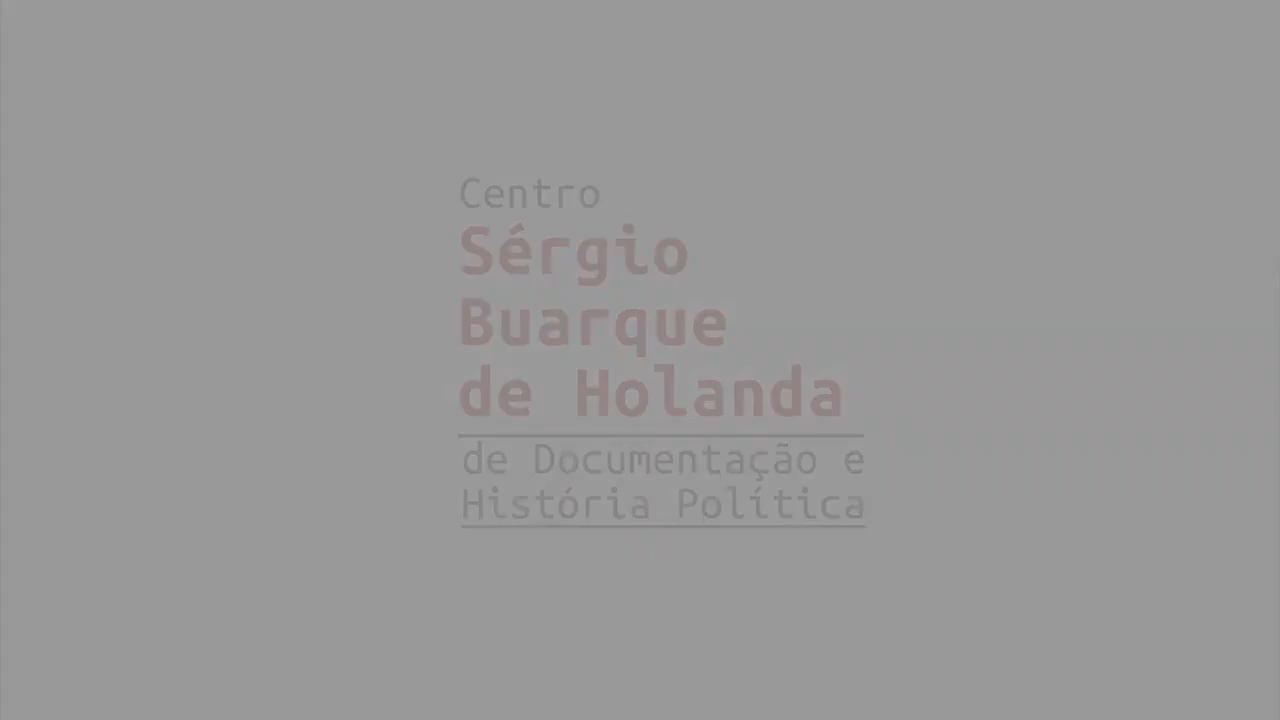 Centro
Sérgio
Buarque
de Holanda
de Documentação e
História Política